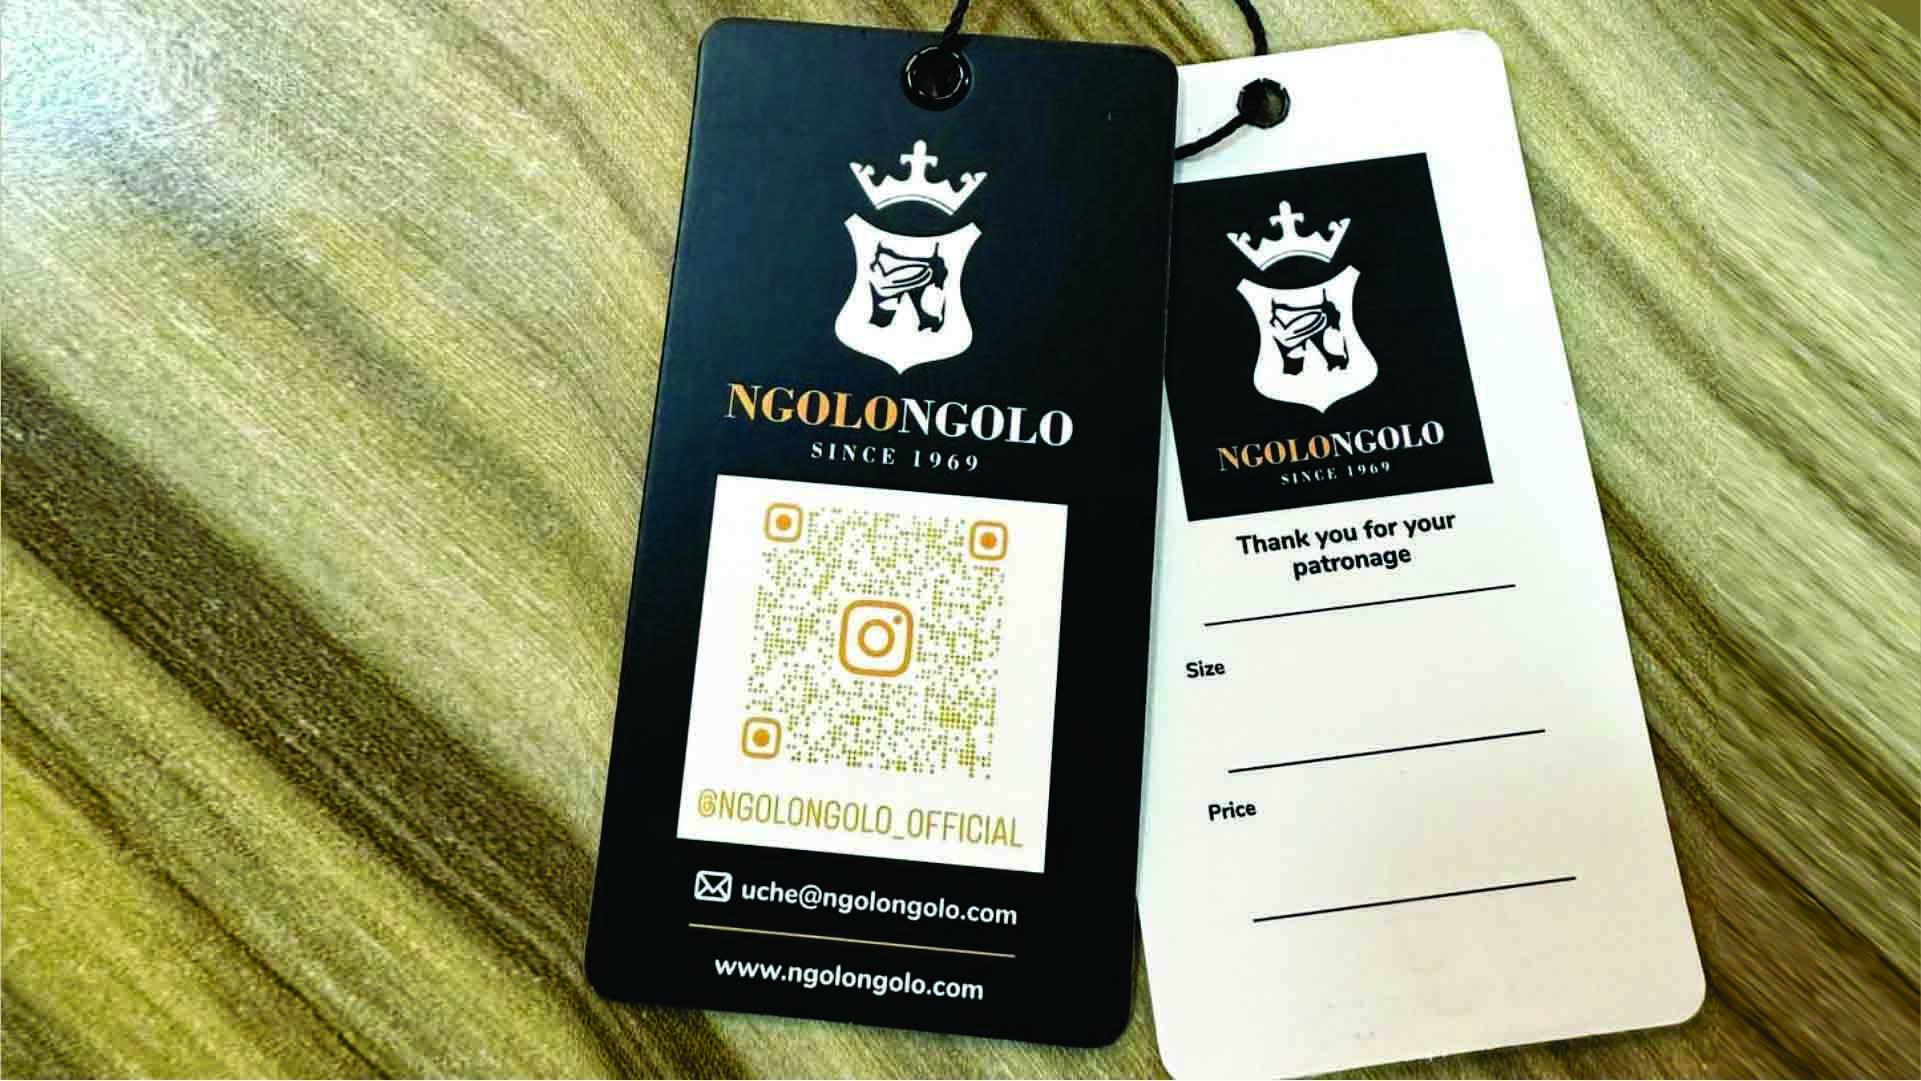 NGOLONGOLO
SINCE 1969
@NGOLONGOLO_OFFICIAL
uche@ngolongolo.com
www.ngolongolo.com
NGOLONGOLO
SINCE 1969
Thank you for your
patronage
Size
Price